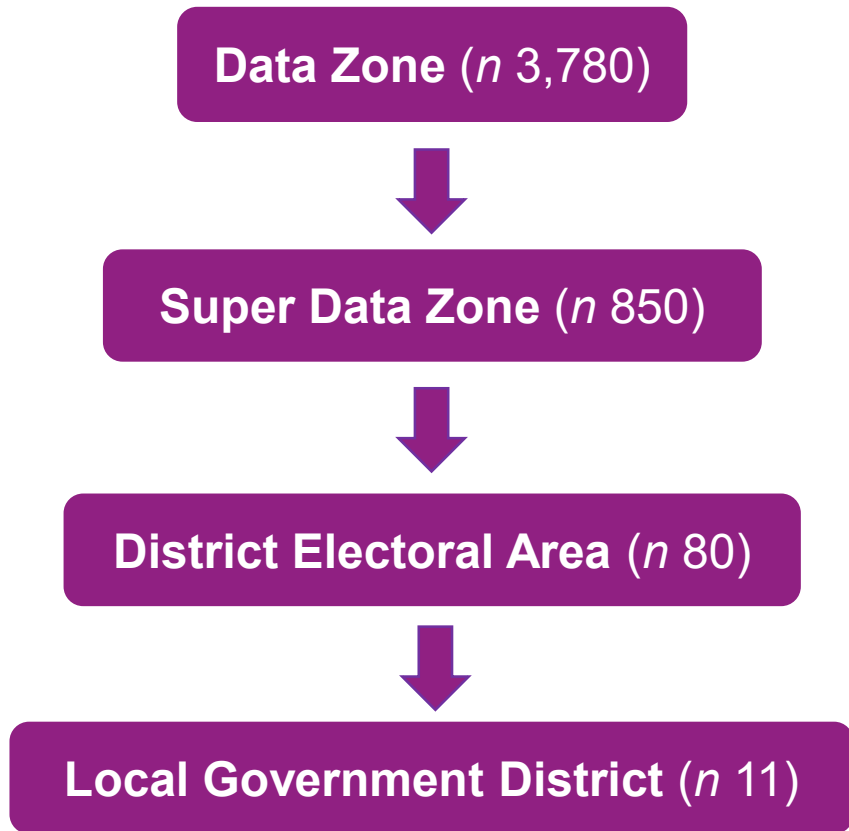 Data Zone (n 3,780)
Super Data Zone (n 850)
District Electoral Area (n 80)
Local Government District (n 11)